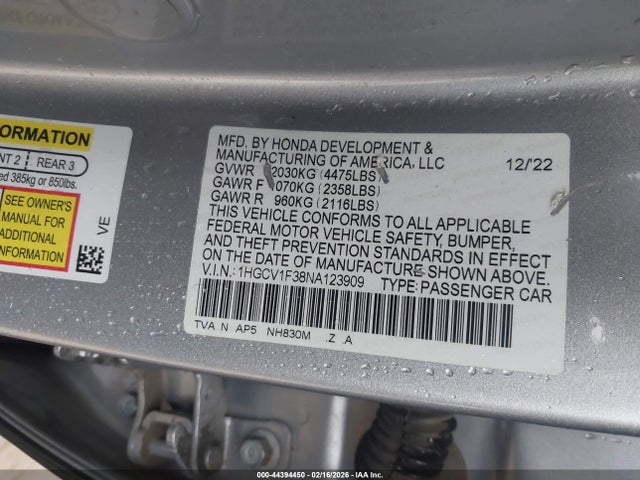 ORMATION
NT 2 REAR 3
ed 385kg or 850lbs.
SEE OWNER'S
MANUAL FOR
ADDITIONAL
INFORMATION
VE
MFD. BY HONDA DEVELOPMENT &
MANUFACTURING OF AMERICA, LLC 12/'22
GVWR 2030KG (4475LBS)
GAWR F 1070KG (2358LBS)
GAWR R 960KG (2116LBS)
THIS VEHICLE CONFORMS TO ALL APPLICABLE
FEDERAL MOTOR VEHICLE SAFETY, BUMPER,
AND THEFT PREVENTION STANDARDS IN EFFECT
ON THE DATE OF MANUFACTURE SHOWN ABOVE.
V.I.N.: 1HGCV1F38NA123909 TYPE: PASSENGER CAR
TVA N AP5 NH830M .Z .A
000-44394450 - 02/16/2026 - IAA Inc.